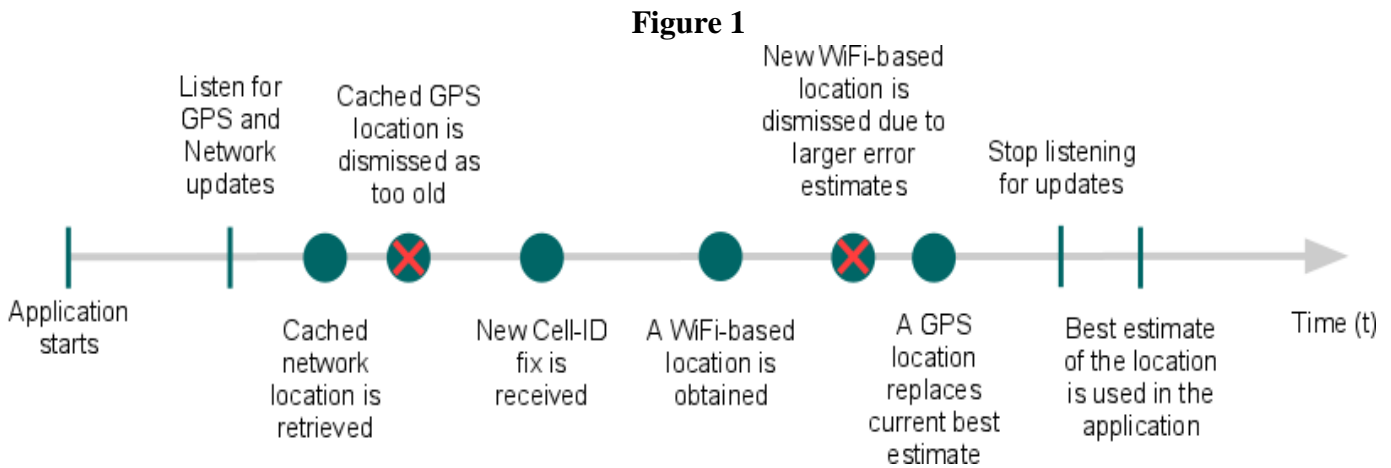 Figure 1
Application
starts
Listen for
GPS and
Network
updates
Cached
network
location is
retrieved
Cached GPS
location is
dismissed as
too old
New Cell-ID
fix is
received
A WiFi-based
location is
obtained
New WiFi-based
location is
dismissed due to
larger error
estimates
A GPS
location
replaces
current best
estimate
Stop listening
for updates
Best estimate
of the location
is used in the
application
Time (t)